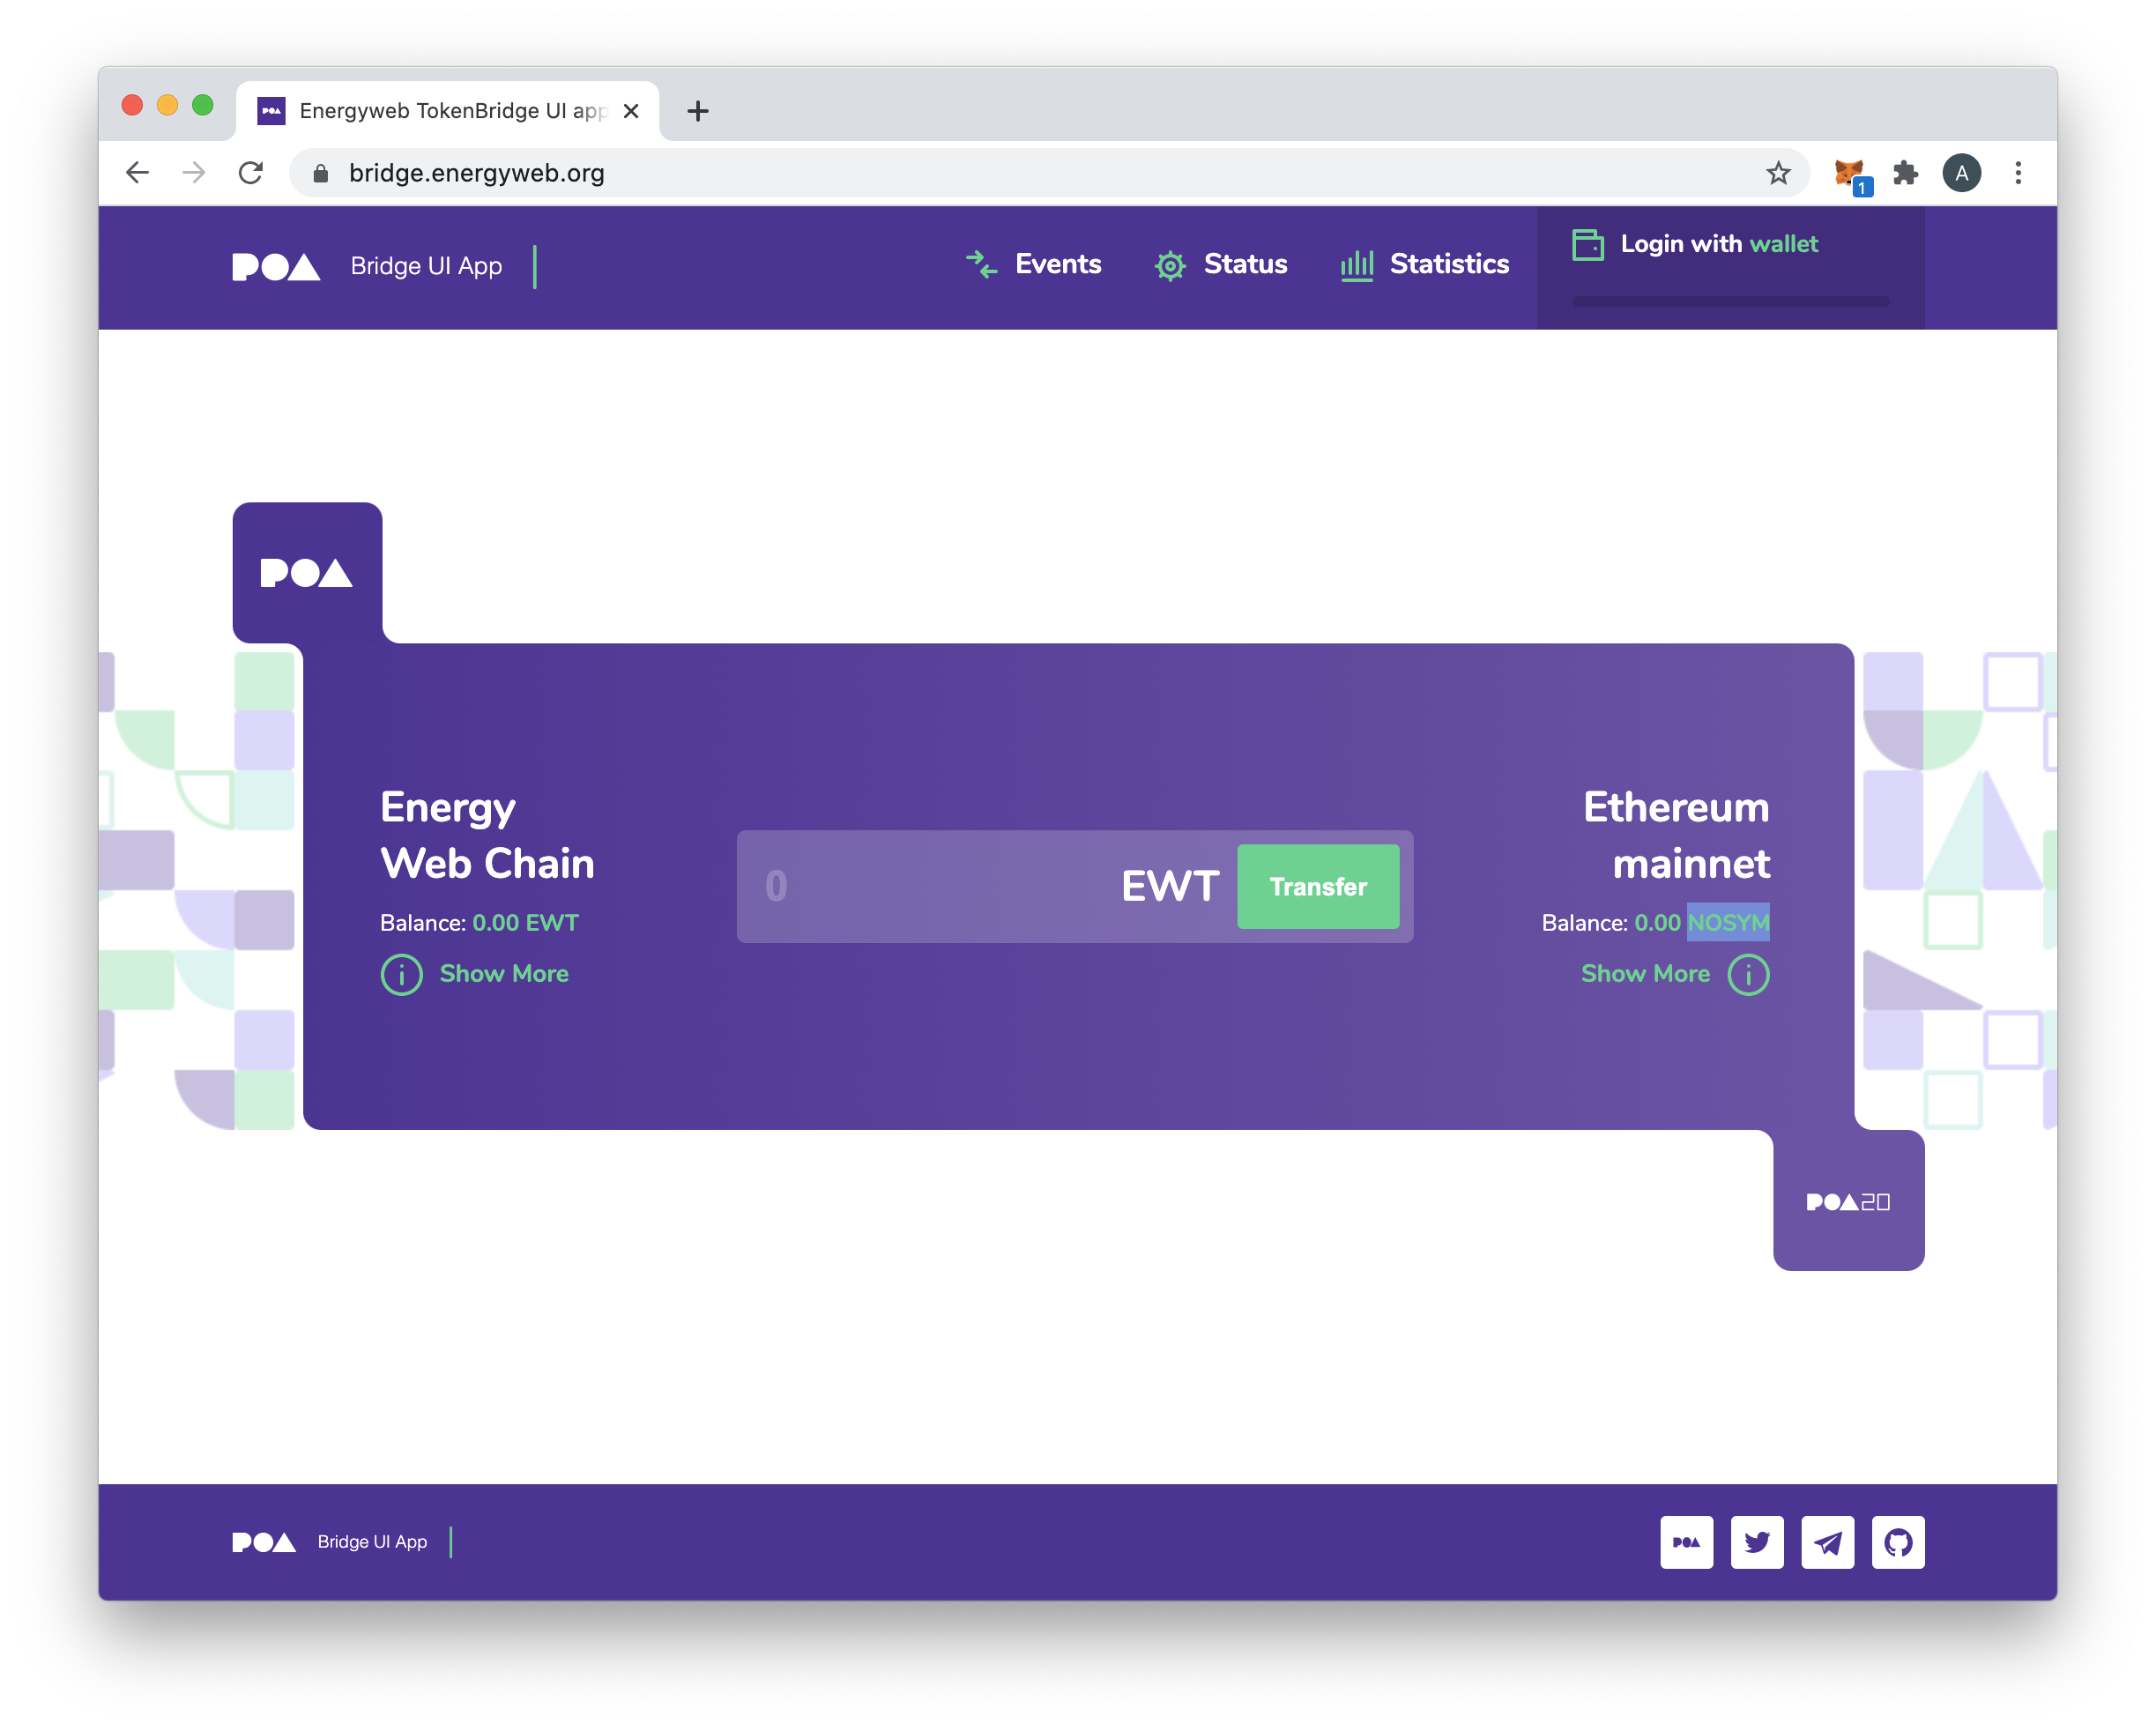 POA
Energyweb TokenBridge UI app
bridge.energyweb.org
1
A
POA
Bridge UI App
Events
Status
Statistics
Login with wallet
POA
Energy
Web Chain
Balance: 0.00 EWT
Show More
0
EWT
Transfer
Ethereum
mainnet
Balance: 0.00 NOSYM
Show More
POA20
POA
Bridge UI App
POA